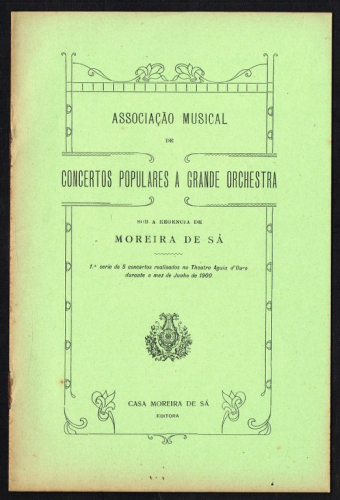 ASSOCIAÇÃO MUSICAL
DE
CONCERTOS POPULARES A GRANDE ORCHESTRA
SOB A REGENCIA DE
MOREIRA DE SÁ
1.ª serie de 5 concertos realisados no Theatro Aguia d'Ouro
durante o mez de Junho de 1900
CASA MOREIRA DE SÁ
EDITORA